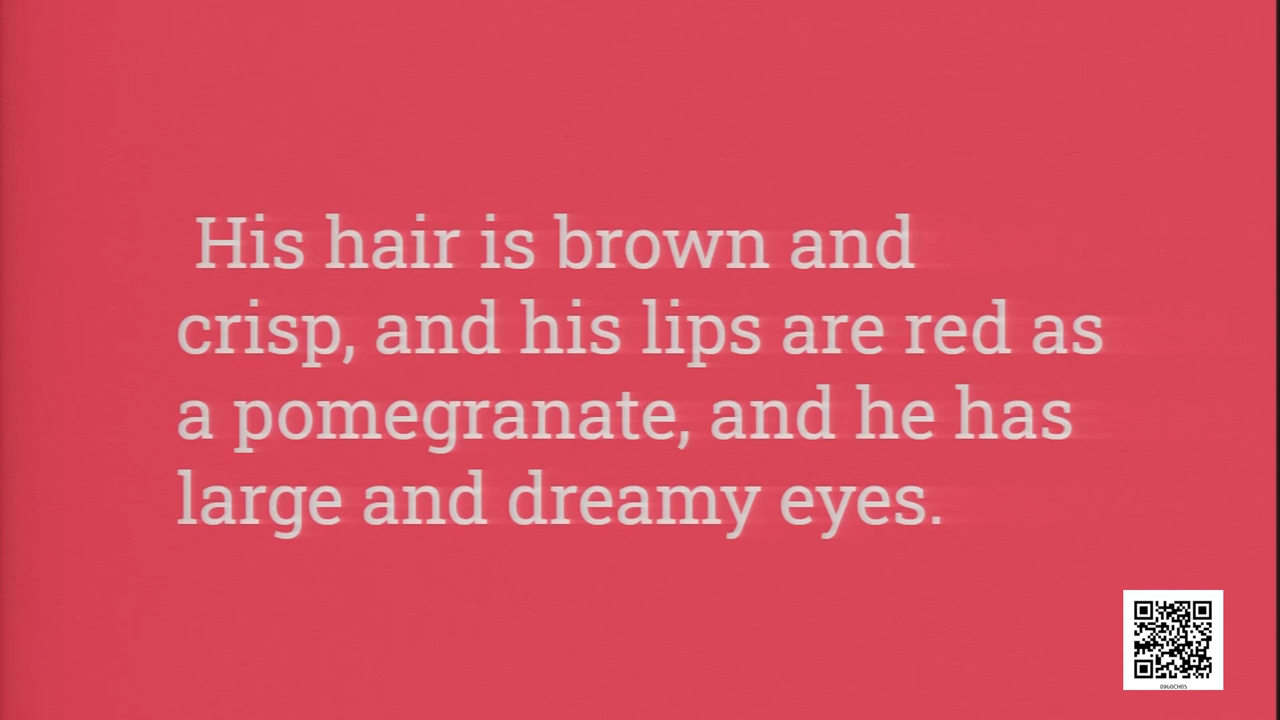 His hair is brown and
crisp, and his lips are red as
a pomegranate, and he has
large and dreamy eyes.
0960CH05